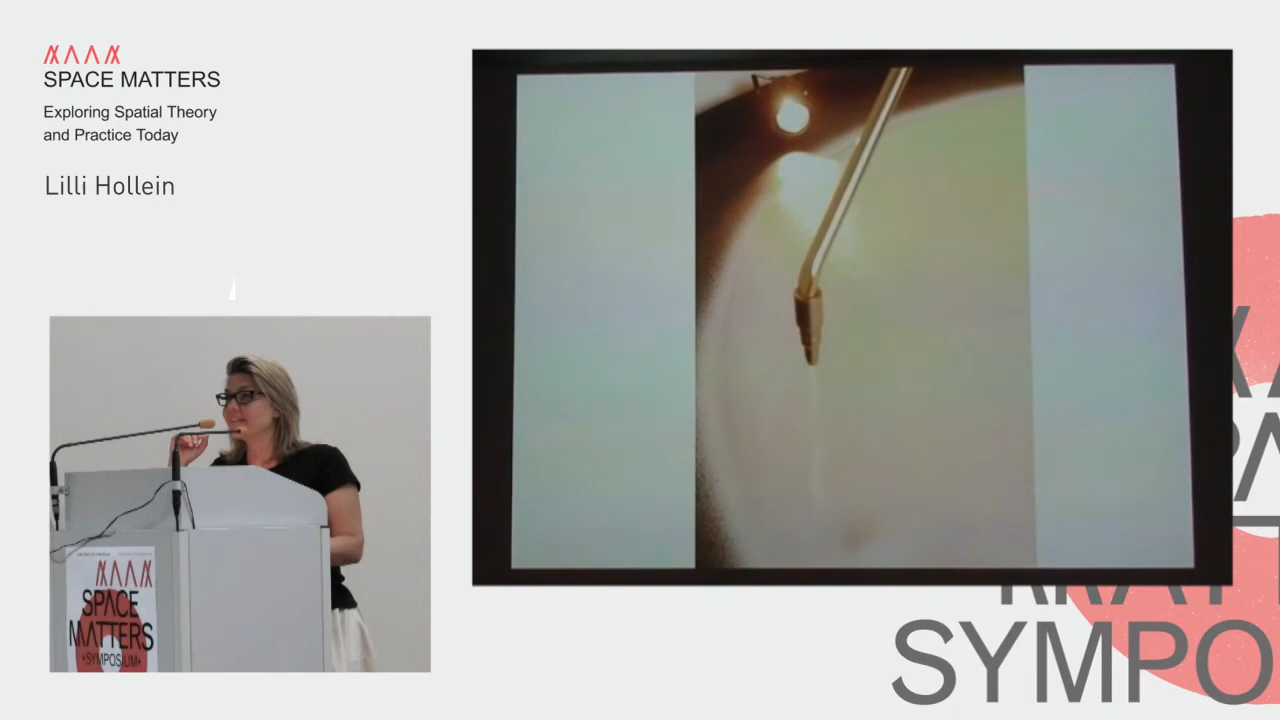 SPACE MATTERS
Exploring Spatial Theory
and Practice Today
Lilli Hollein
SPACE
MATTERS
SYMPOSIUM
SYMPO